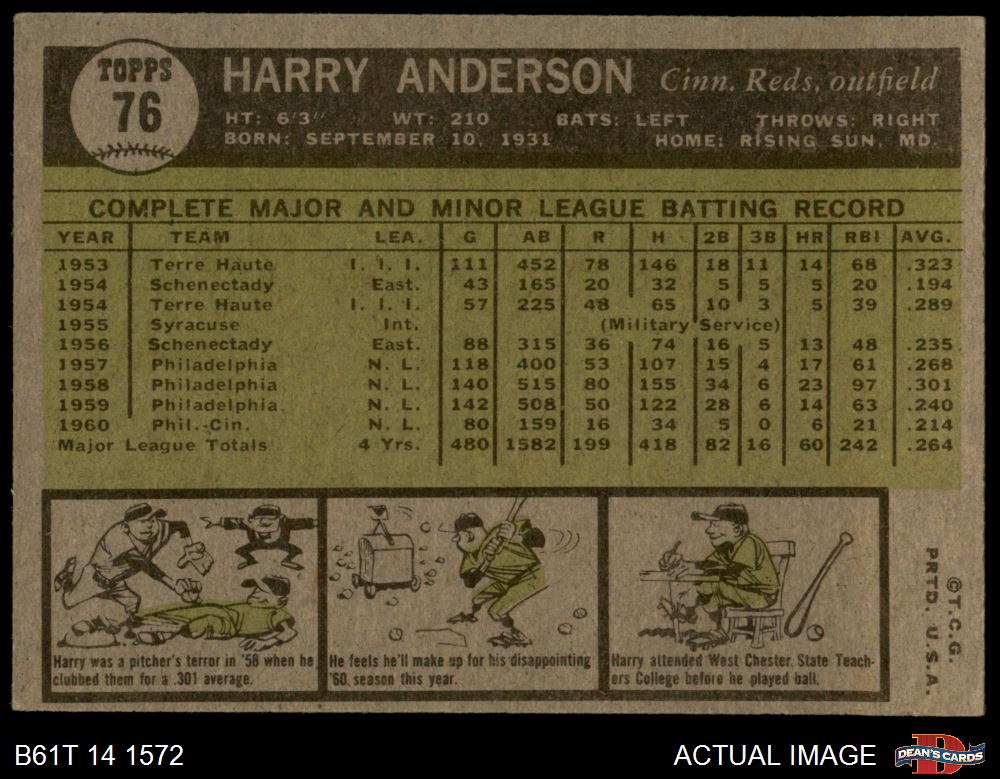 TOPPS
76
HARRY ANDERSON Cinn. Reds, outfield
HT: 6'3" WT: 210 BATS: LEFT THROWS: RIGHT
BORN: SEPTEMBER 10, 1931 HOME: RISING SUN, MD.
COMPLETE MAJOR AND MINOR LEAGUE BATTING RECORD
YEAR TEAM LEA. G AB R H 2B 3B HR RBI AVG.
1953 Terre Haute I. I. I. 111 452 78 146 18 11 14 68 .323
1954 Schenectady East. 43 165 20 32 5 5 5 20 .194
1954 Terre Haute I. I. I. 57 225 48 65 10 3 5 39 .289
1955 Syracuse Int. (Military Service)
1956 Schenectady East. 88 315 36 74 16 5 13 48 .235
1957 Philadelphia N. L. 118 400 53 107 15 4 17 61 .268
1958 Philadelphia N. L. 140 515 80 155 34 6 23 97 .301
1959 Philadelphia N. L. 142 508 50 122 28 6 14 63 .240
1960 Phil.-Cin. N. L. 80 159 16 34 5 0 6 21 .214
Major League Totals 4 Yrs. 480 1582 199 418 82 16 60 242 .264
Harry was a pitcher's terror in '58 when he
clubbed them for a .301 average.
He feels he'll make up for his disappointing
'60 season this year.
Harry attended West Chester State Teach-
ers College before he played ball.
©T.C.G.
PRTD. U.S.A.
B61T 14 1572
ACTUAL IMAGE
DEAN'S CARDS